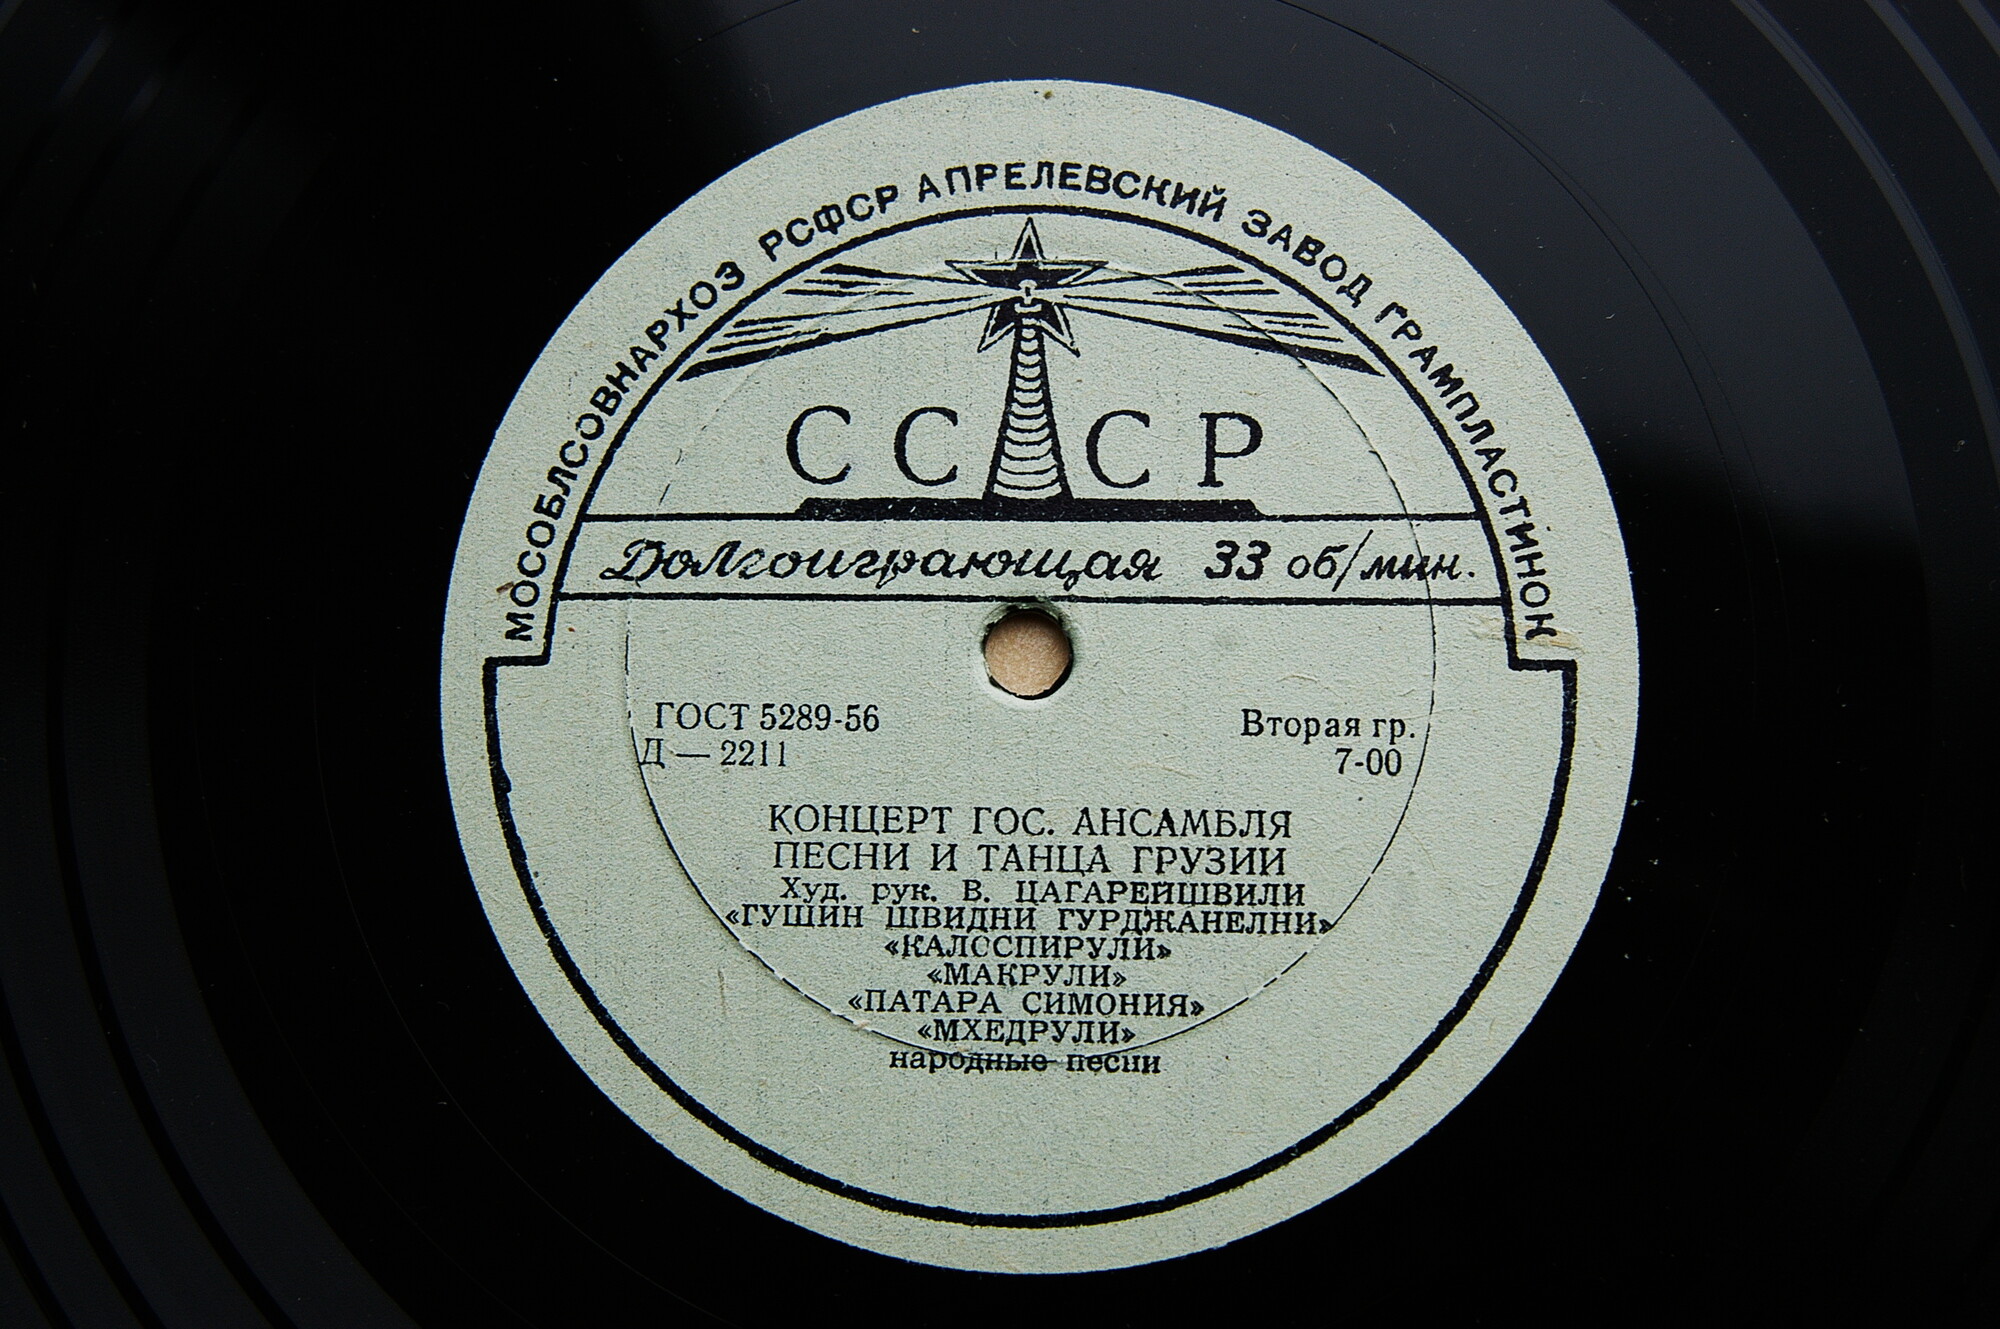 МОСОБЛСОВНАРХОЗ РСФСР АПРЕЛЕВСКИЙ ЗАВОД ГРАМПЛАСТИНОК
СССР
Долгоиграющая 33 об/мин.
ГОСТ 5289-56 Вторая гр.
Д — 2211 7-00
КОНЦЕРТ ГОС. АНСАМБЛЯ
ПЕСНИ И ТАНЦА ГРУЗИИ
Худ. рук. В. ЦАГАРЕЙШВИЛИ
«ГУШИН ШВИДНИ ГУРДЖАНЕЛНИ»
«КАЛОСПИРУЛИ»
«МАКРУЛИ»
«ПАТАРА СИМОНИЯ»
«МХЕДРУЛИ»
народные песни